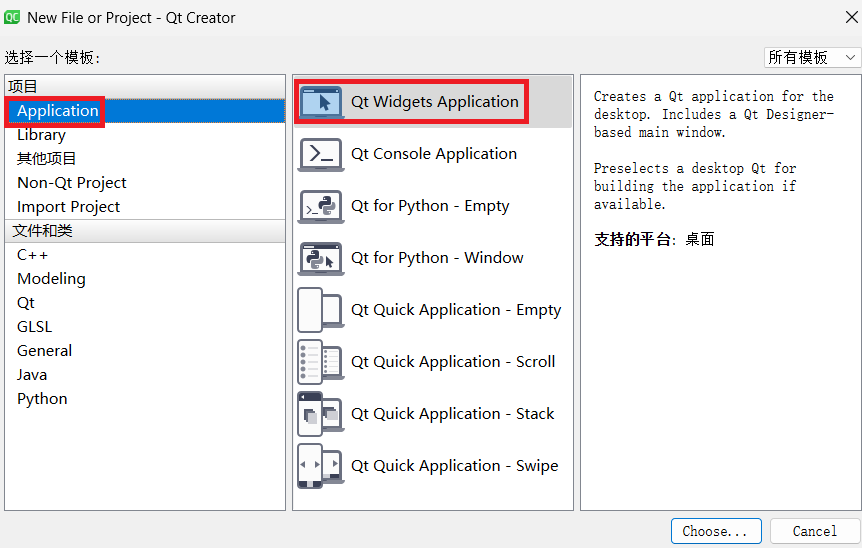 New File or Project - Qt Creator
选择一个模板:
所有模板
项目
Application
Library
其他项目
Non-Qt Project
Import Project
文件和类
C++
Modeling
Qt
GLSL
General
Java
Python
Qt Widgets Application
Qt Console Application
Qt for Python - Empty
Qt for Python - Window
Qt Quick Application - Empty
Qt Quick Application - Scroll
Qt Quick Application - Stack
Qt Quick Application - Swipe
Creates a Qt application for the
desktop. Includes a Qt Designer-
based main window.
Preselects a desktop Qt for
building the application if
available.
支持的平台: 桌面
Choose...
Cancel